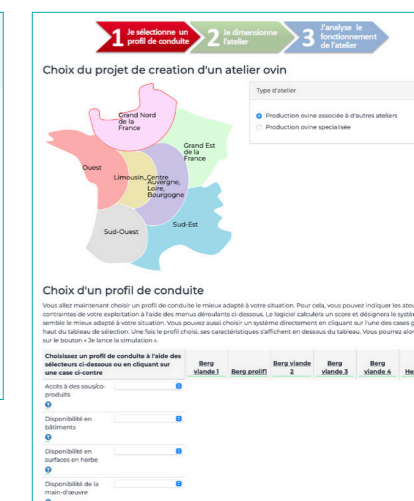 1 Je sélectionne un
profil de conduite
2 Je dimensionne
l'atelier
3 J'analyse le
fonctionnement
de l'atelier
Choix du projet de creation d'un atelier ovin
Type d'atelier
Production ovine associée à d'autres ateliers
Production ovine specialisée
Grand Nord
de la
France
Grand Est
de la
France
Ouest
Limousin, Centre
Auvergne,
Loire,
Bourgogne
Sud-Ouest
Sud-Est
Choix d'un profil de conduite
Vous allez maintenant choisir un profil de conduite le mieux adapté à votre situation. Pour cela, vous pouvez indiquer les atou
contraintes de votre exploitation à l'aide des menus déroulants ci-dessous. Le logiciel calculera un score et désignera le systè
semble le mieux adapté à votre situation. Vous pouvez aussi choisir un système directement en cliquant sur l'une des cases g
haut du tableau de sélection. Une fois le profil choisi, ses caractéristiques s'affichent en dessous du tableau. Vous pourrez alor
sur le bouton « Je lance la simulation ».
Choisissez un profil de conduite à l'aide des
sélecteurs ci-dessous ou en cliquant sur
une case ci-contre
Berg
viande 1
Berg prolifi
Berg viande
2
Berg
viande 3
Berg
viande 4
He
Accès à des sous/co-
produits
Disponibilité en
bâtiments
Disponibilité en
surfaces en herbe
Disponibilité de la
main-d'œuvre